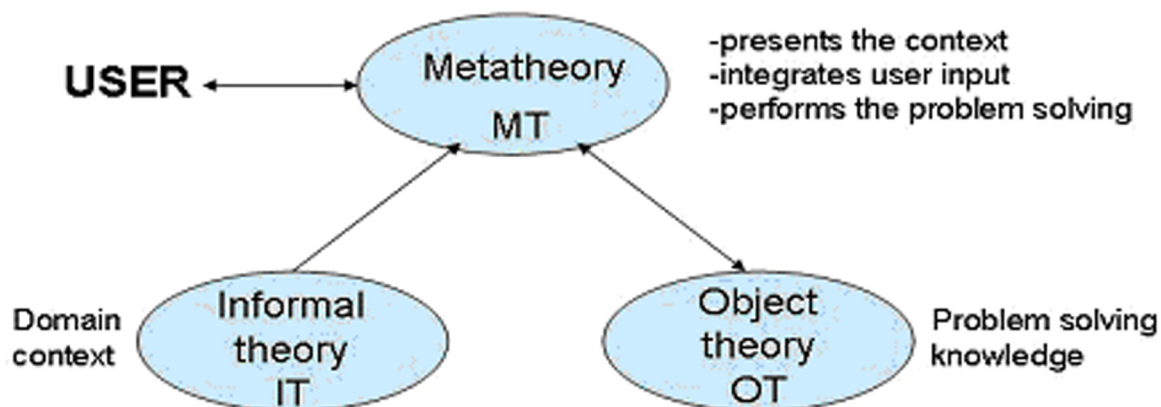 USER
Metatheory
MT
-presents the context
-integrates user input
-performs the problem solving
Domain
context
Informal
theory
IT
Object
theory
OT
Problem solving
knowledge